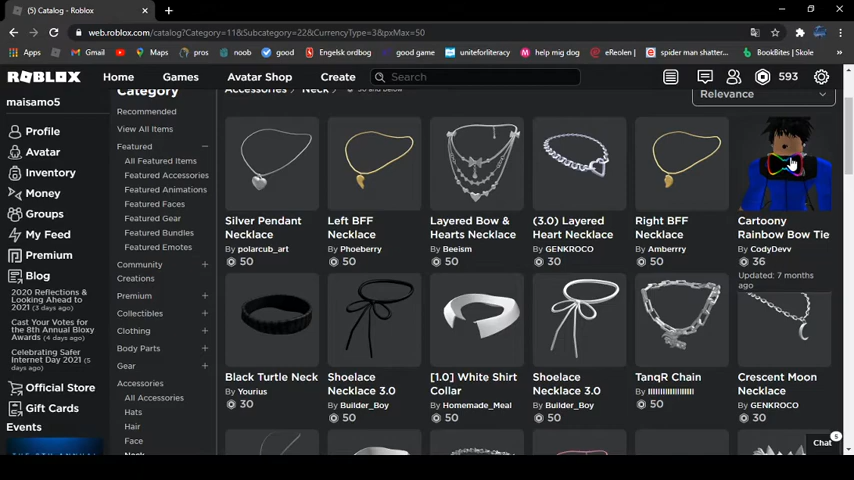 (5) Catalog - Roblox
web.roblox.com/catalog?Category=11&Subcategory=22&CurrencyType=3&pxMax=50
Apps Gmail Maps pros noob good Engelsk ordbog good game uniteforliteracy help mig dog eReolen spider man shatter... BookBites | Skole
ROBLOX Home Games Avatar Shop Create Search 593
maisamo5
Profile
Avatar
Inventory
Money
Groups
My Feed
Premium
Blog
2020 Reflections &
Looking Ahead to
2021 (3 days ago)
Cast Your Votes for
the 8th Annual Bloxy
Awards (4 days ago)
Celebrating Safer
Internet Day 2021 (5
days ago)
Official Store
Gift Cards
Events
Category
Recommended
View All Items
Featured
All Featured Items
Featured Accessories
Featured Animations
Featured Faces
Featured Gear
Featured Bundles
Featured Emotes
Community
Creations
Premium
Collectibles
Clothing
Body Parts
Gear
Accessories
All Accessories
Hats
Hair
Face
Neck
Accessories Neck 50 and Below
Relevance
Silver Pendant
Necklace
By polarcub_art
50
Left BFF
Necklace
By Phoeberry
50
Layered Bow &
Hearts Necklace
By Beeism
50
(3.0) Layered
Heart Necklace
By GENKROCO
30
Right BFF
Necklace
By Amberrry
50
Cartoony
Rainbow Bow Tie
By CodyDevv
36
Updated: 7 months
ago
Black Turtle Neck
By Yourius
30
Shoelace
Necklace 3.0
By Builder_Boy
50
[1.0] White Shirt
Collar
By Homemade_Meal
50
Shoelace
Necklace 3.0
By Builder_Boy
50
TanqR Chain
By
50
Crescent Moon
Necklace
By GENKROCO
30
Chat 5